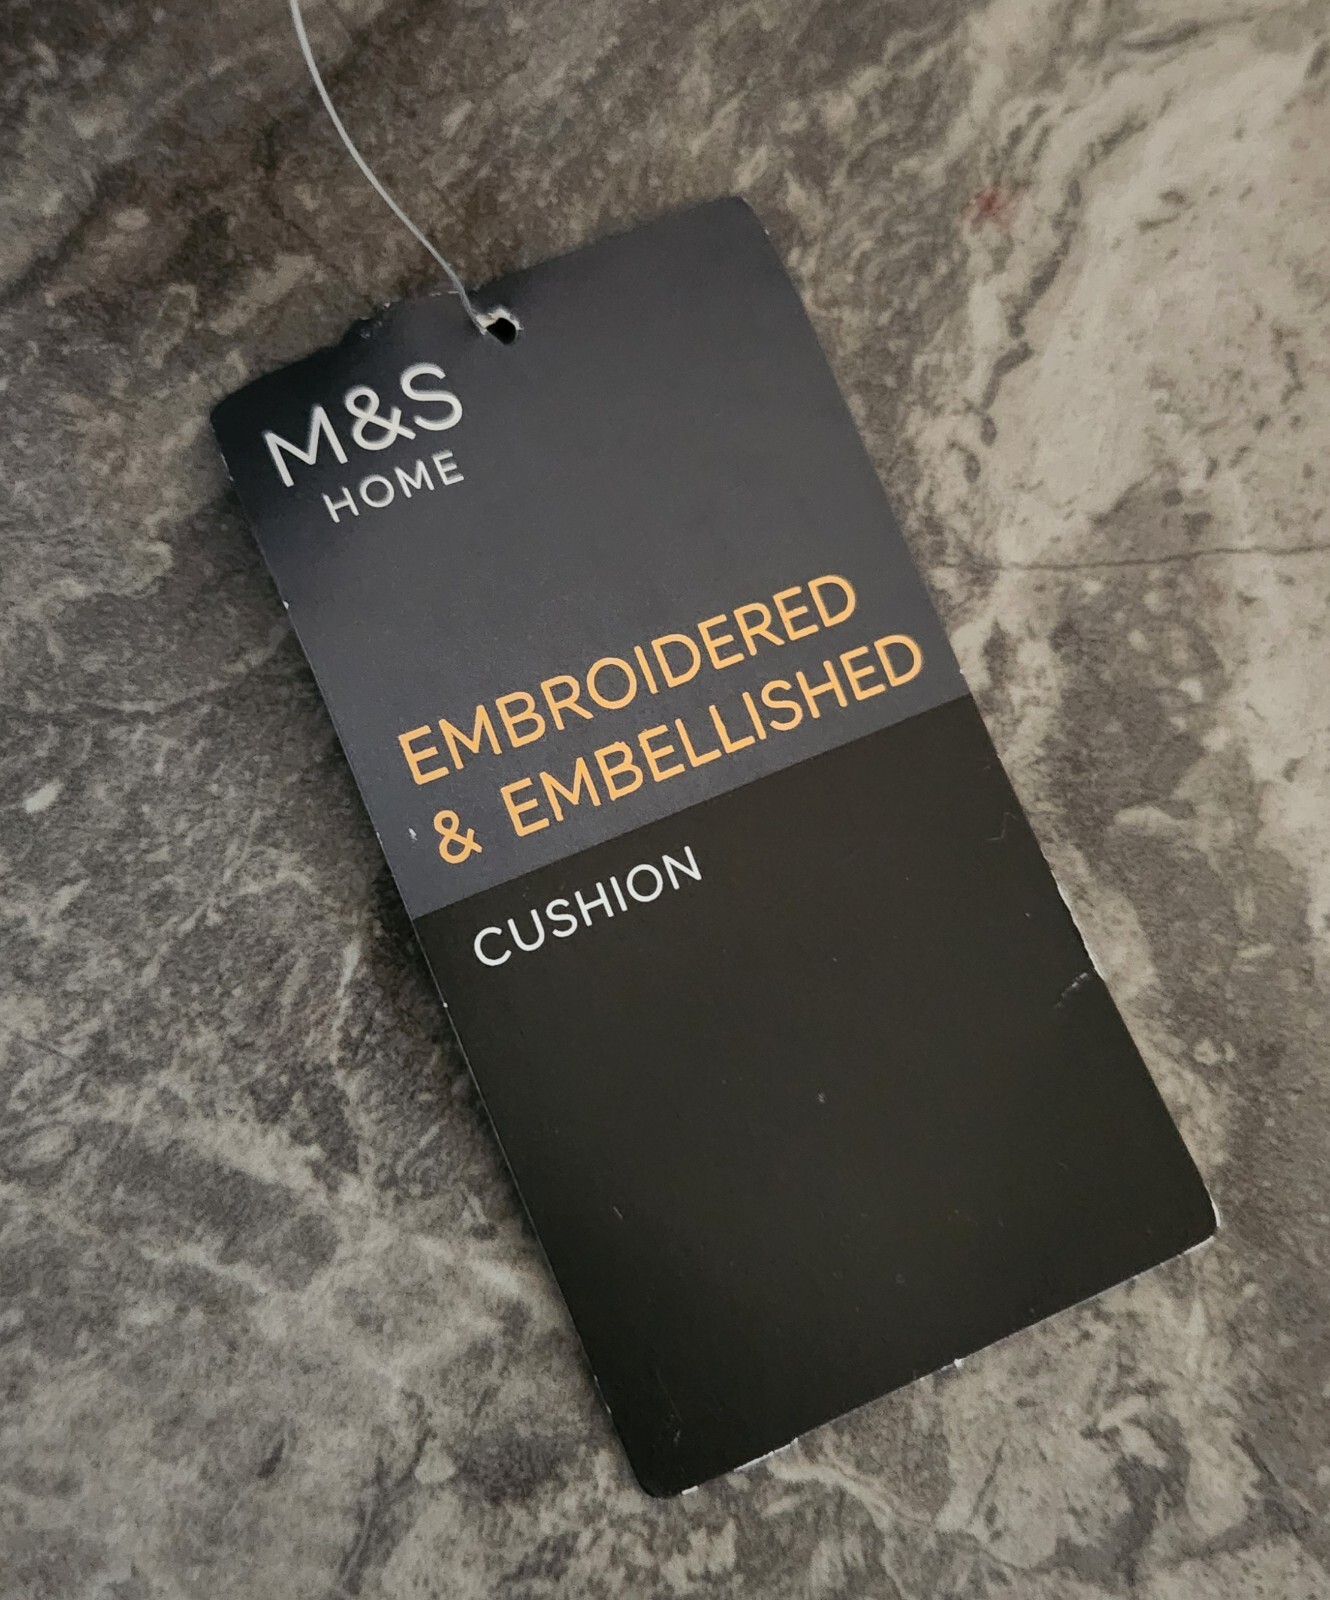 M&S
HOME
EMBROIDERED
& EMBELLISHED
CUSHION